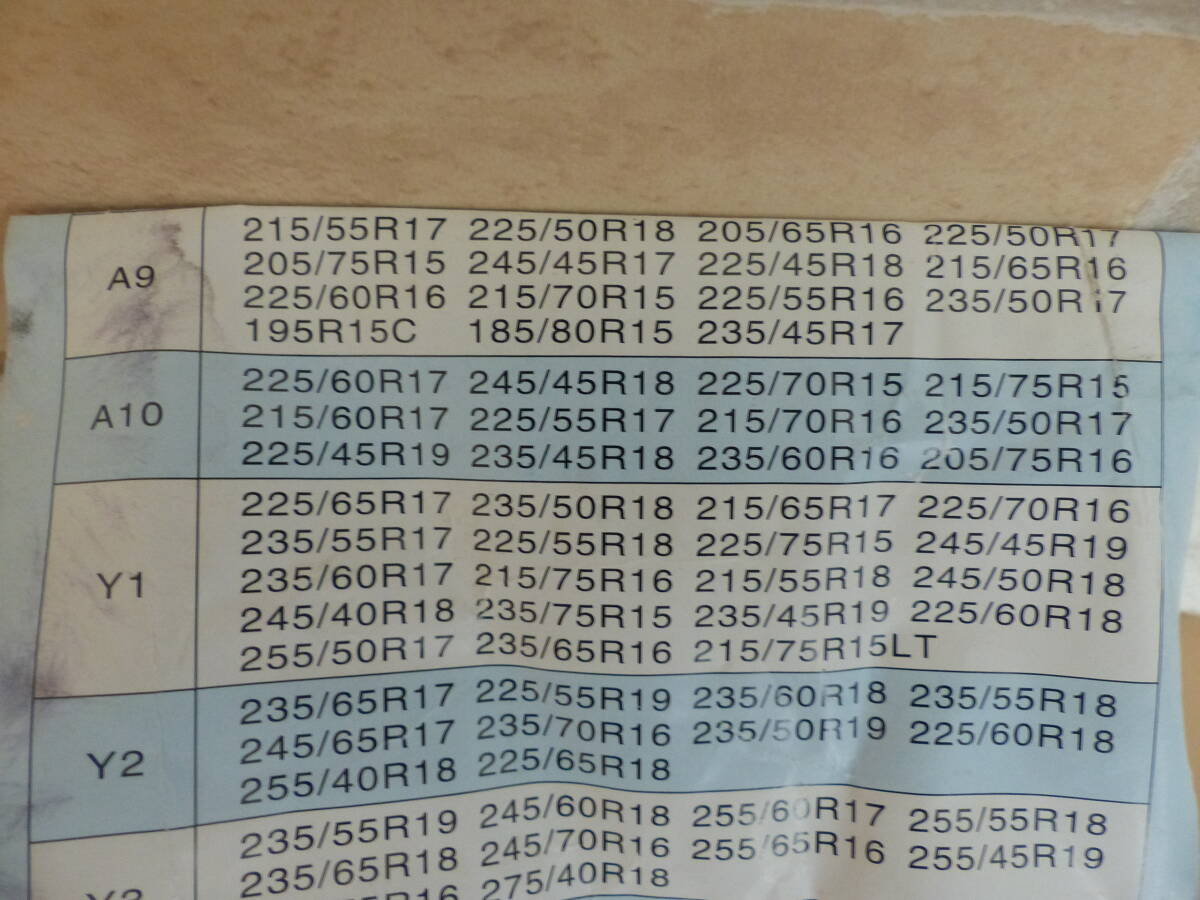 A9
215/55R17 225/50R18 205/65R16 225/50R17
205/75R15 245/45R17 225/45R18 215/65R16
225/60R16 215/70R15 225/55R16 235/50R17
195R15C 185/80R15 235/45R17
A10
225/60R17 245/45R18 225/70R15 215/75R15
215/60R17 225/55R17 215/70R16 235/50R17
225/45R19 235/45R18 235/60R16 205/75R16
Y1
225/65R17 235/50R18 215/65R17 225/70R16
235/55R17 225/55R18 225/75R15 245/45R19
235/60R17 215/75R16 215/55R18 245/50R18
245/40R18 235/75R15 235/45R19 225/60R18
255/50R17 235/65R16 215/75R15LT
Y2
235/65R17 225/55R19 235/60R18 235/55R18
245/65R17 235/70R16 235/50R19 225/60R18
255/40R18 225/65R18
235/55R19 245/60R18 255/60R17 255/55R18
235/65R18 245/70R16 255/65R16 255/45R19
275/40R18